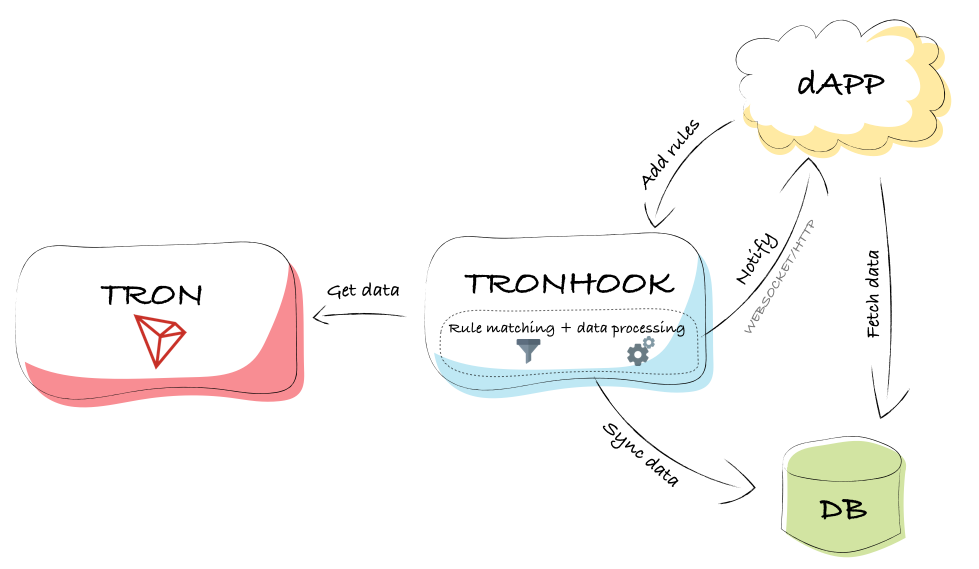 dAPP
Add rules
Notify
WEBSOCKET/HTTP
Fetch data
TRON
Get data
TRONHOOK
Rule matching + data processing
Sync data
DB